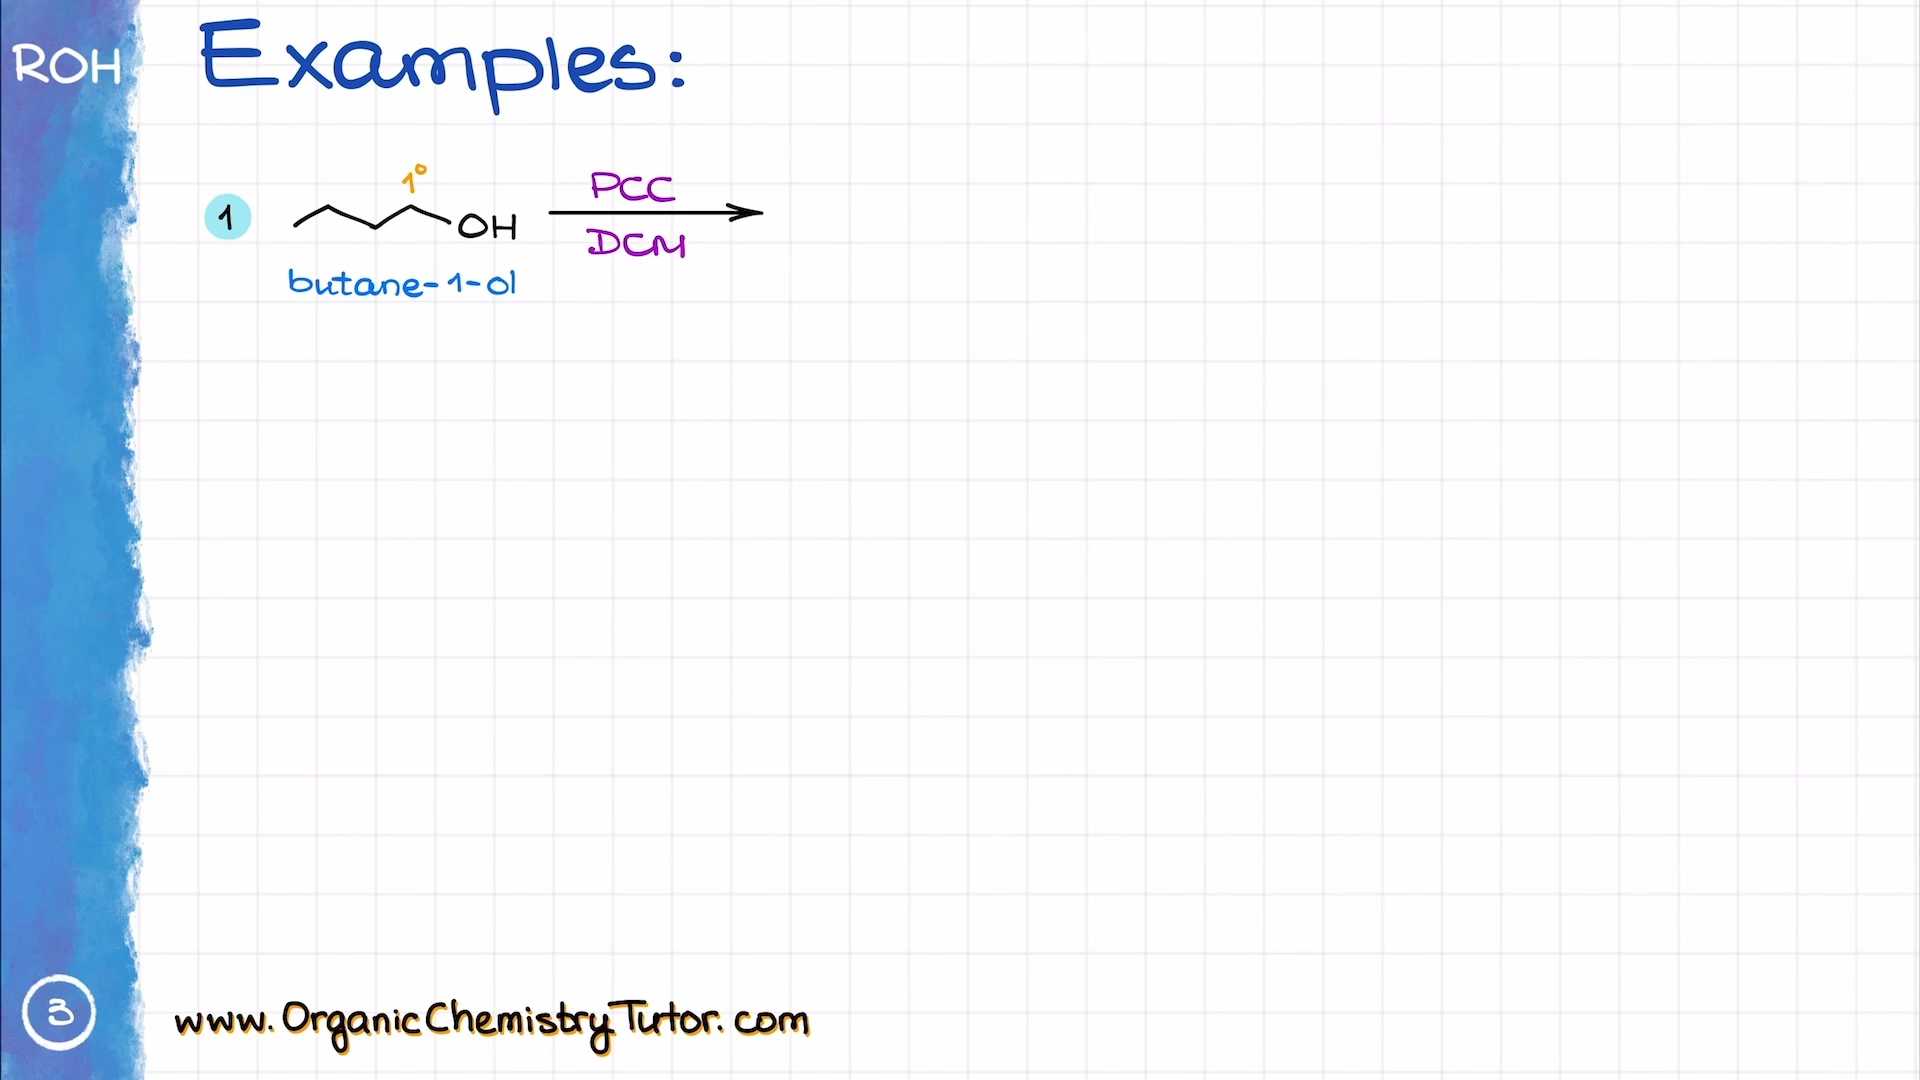 ROH
Examples:
1°
1 OH PCC
DCM
butane-1-ol
3
www.OrganicChemistryTutor.com